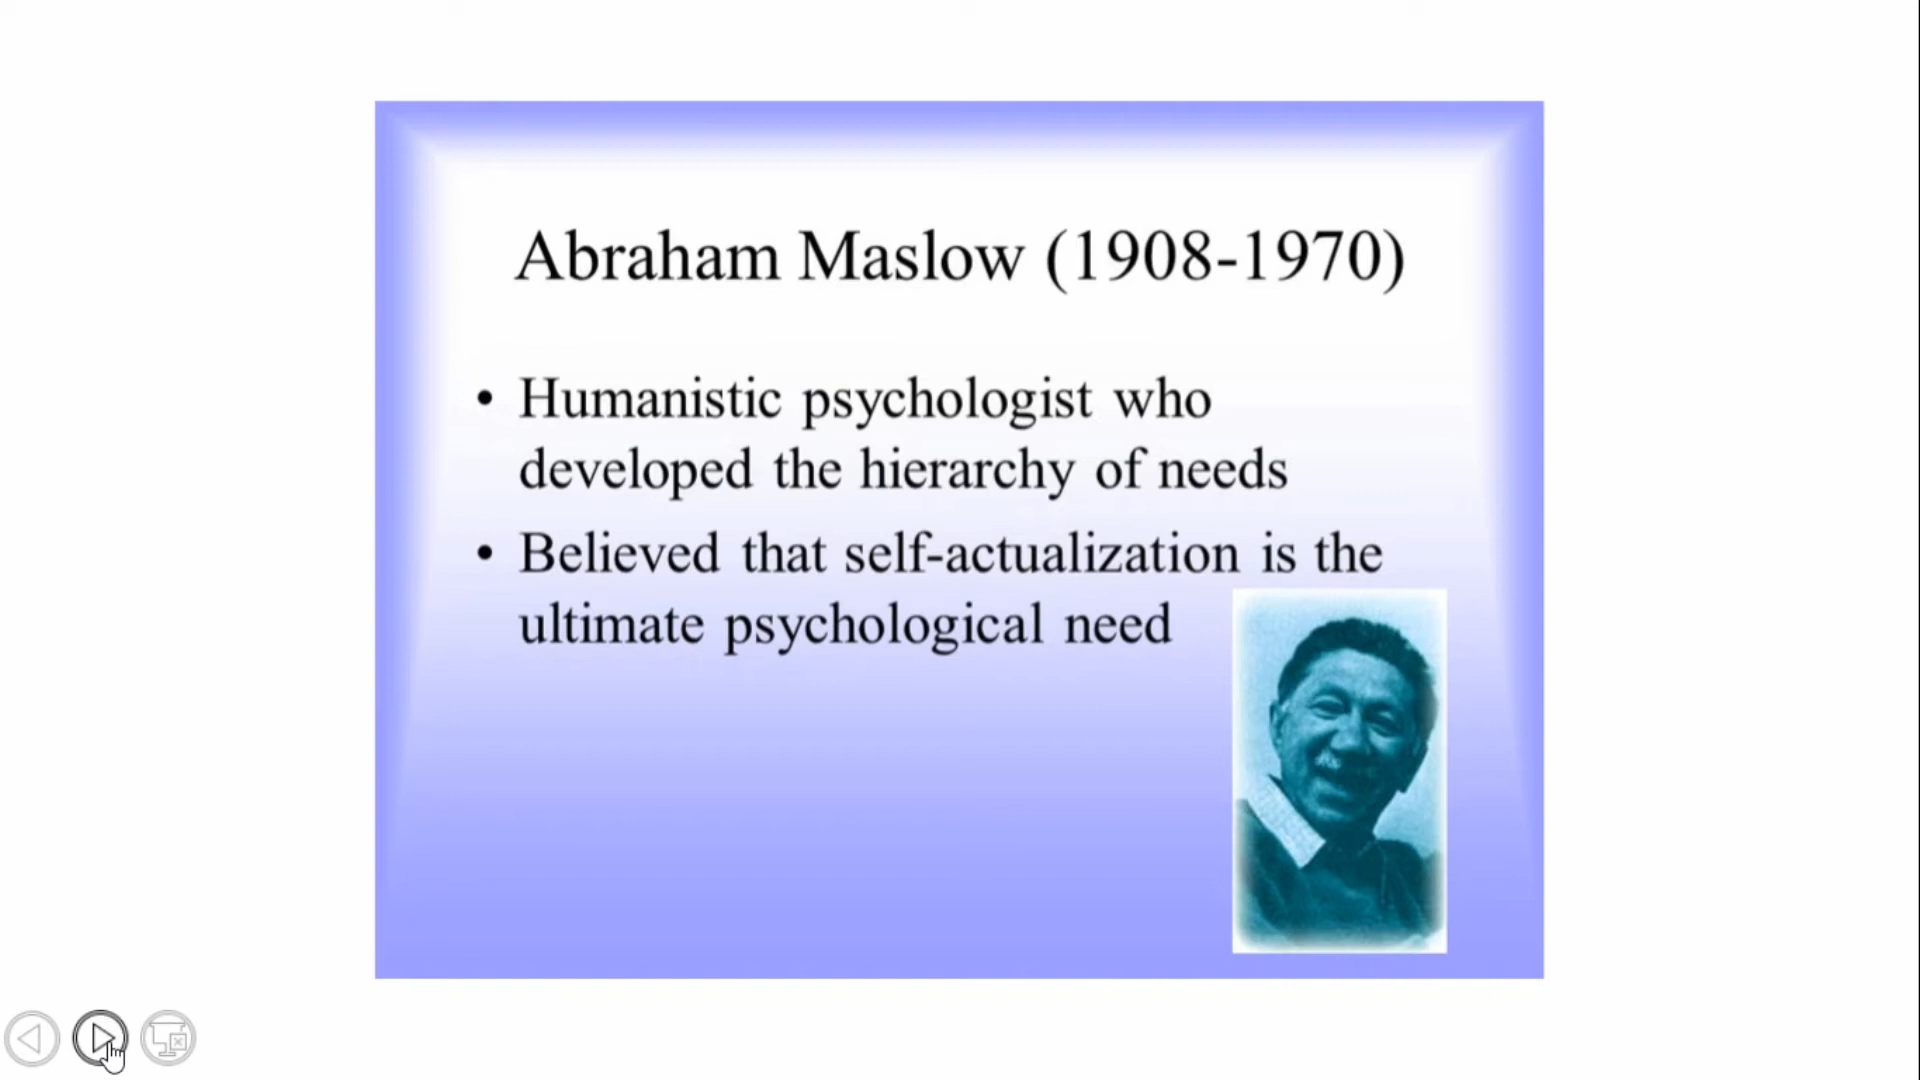 Abraham Maslow (1908-1970)
• Humanistic psychologist who
developed the hierarchy of needs
• Believed that self-actualization is the
ultimate psychological need